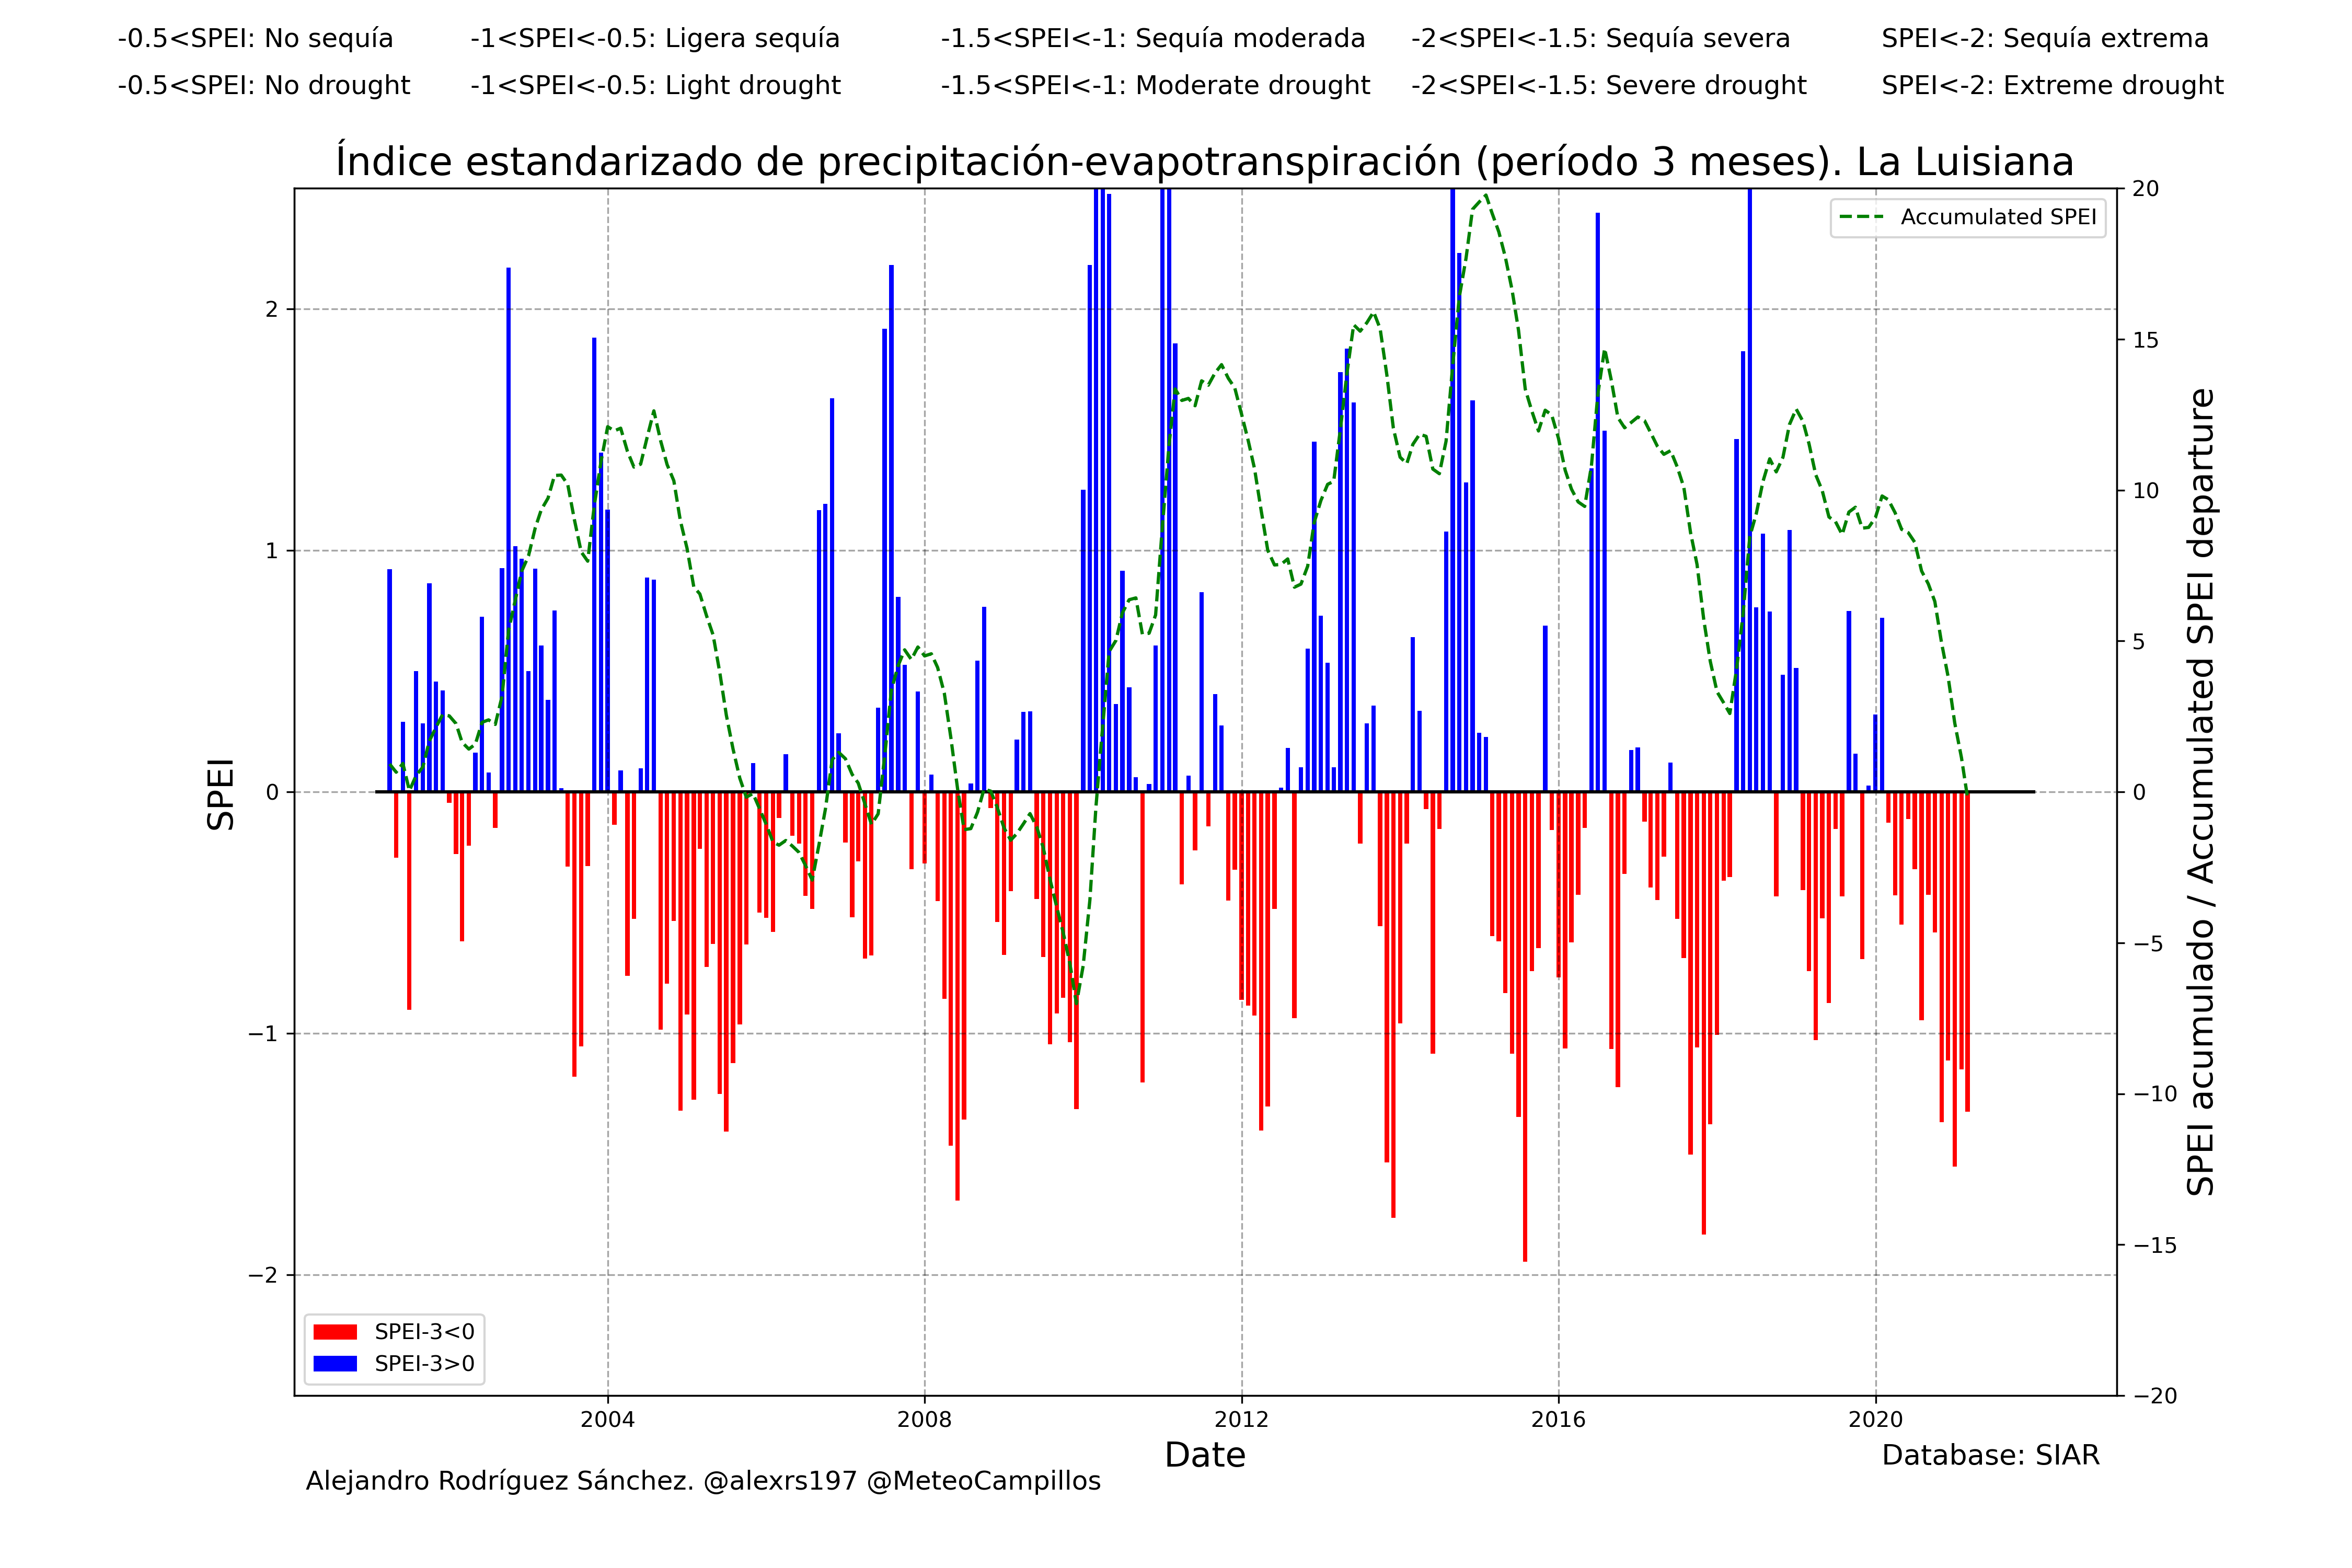 -0.5<SPEI: No sequía -1<SPEI<-0.5: Ligera sequía -1.5<SPEI<-1: Sequía moderada -2<SPEI<-1.5: Sequía severa SPEI<-2: Sequía extrema
-0.5<SPEI: No drought -1<SPEI<-0.5: Light drought -1.5<SPEI<-1: Moderate drought -2<SPEI<-1.5: Severe drought SPEI<-2: Extreme drought
Índice estandarizado de precipitación-evapotranspiración (período 3 meses). La Luisiana
Accumulated SPEI
SPEI
2
1
0
−1
−2
20
15
10
5
0
−5
−10
−15
−20
SPEI acumulado / Accumulated SPEI departure
SPEI-3<0
SPEI-3>0
2004 2008 2012 2016 2020
Date
Database: SIAR
Alejandro Rodríguez Sánchez. @alexrs197 @MeteoCampillos